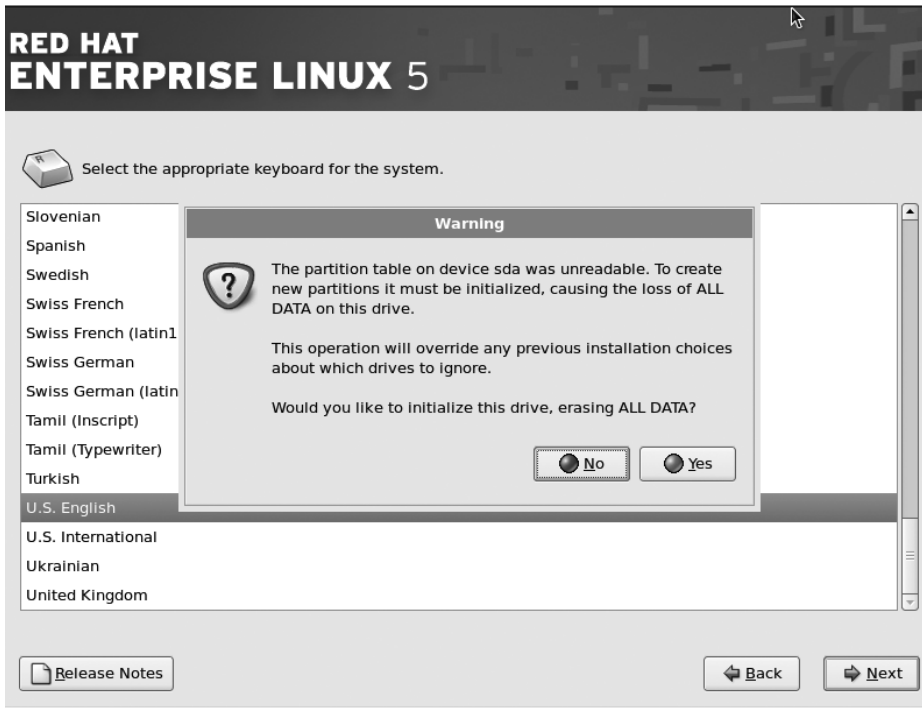 RED HAT
ENTERPRISE LINUX 5
R
Select the appropriate keyboard for the system.
Slovenian
Spanish
Swedish
Swiss French
Swiss French (latin1
Swiss German
Swiss German (latin
Tamil (Inscript)
Tamil (Typewriter)
Turkish
U.S. English
U.S. International
Ukrainian
United Kingdom
Warning
?
The partition table on device sda was unreadable. To create
new partitions it must be initialized, causing the loss of ALL
DATA on this drive.
This operation will override any previous installation choices
about which drives to ignore.
Would you like to initialize this drive, erasing ALL DATA?
No
Yes
Release Notes
Back
Next